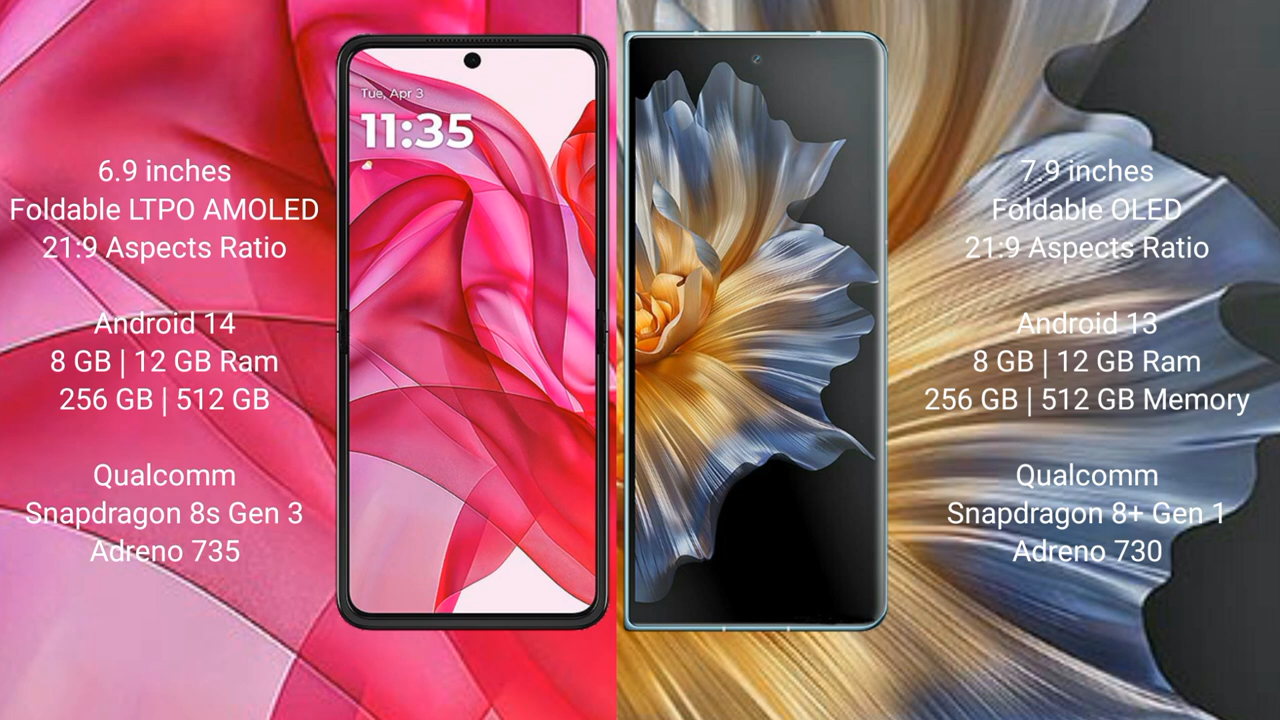 6.9 inches
Foldable LTPO AMOLED
21:9 Aspects Ratio
Android 14
8 GB | 12 GB Ram
256 GB | 512 GB
Qualcomm
Snapdragon 8s Gen 3
Adreno 735
Tue, Apr 3
11:35
7.9 inches
Foldable OLED
21:9 Aspects Ratio
Android 13
8 GB | 12 GB Ram
256 GB | 512 GB Memory
Qualcomm
Snapdragon 8+ Gen 1
Adreno 730